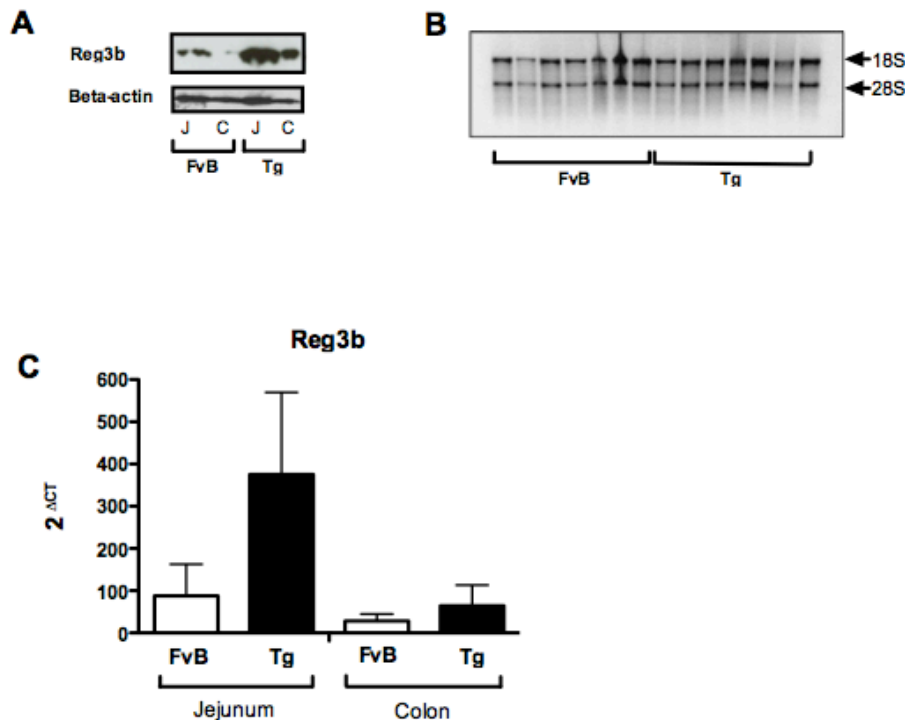 A
Reg3b
Beta-actin
J C J C
FvB Tg
B
18S
28S
FvB Tg
Reg3b
C
600
500
400
300
200
100
0
2 ΔCT
FvB Tg FvB Tg
Jejunum Colon